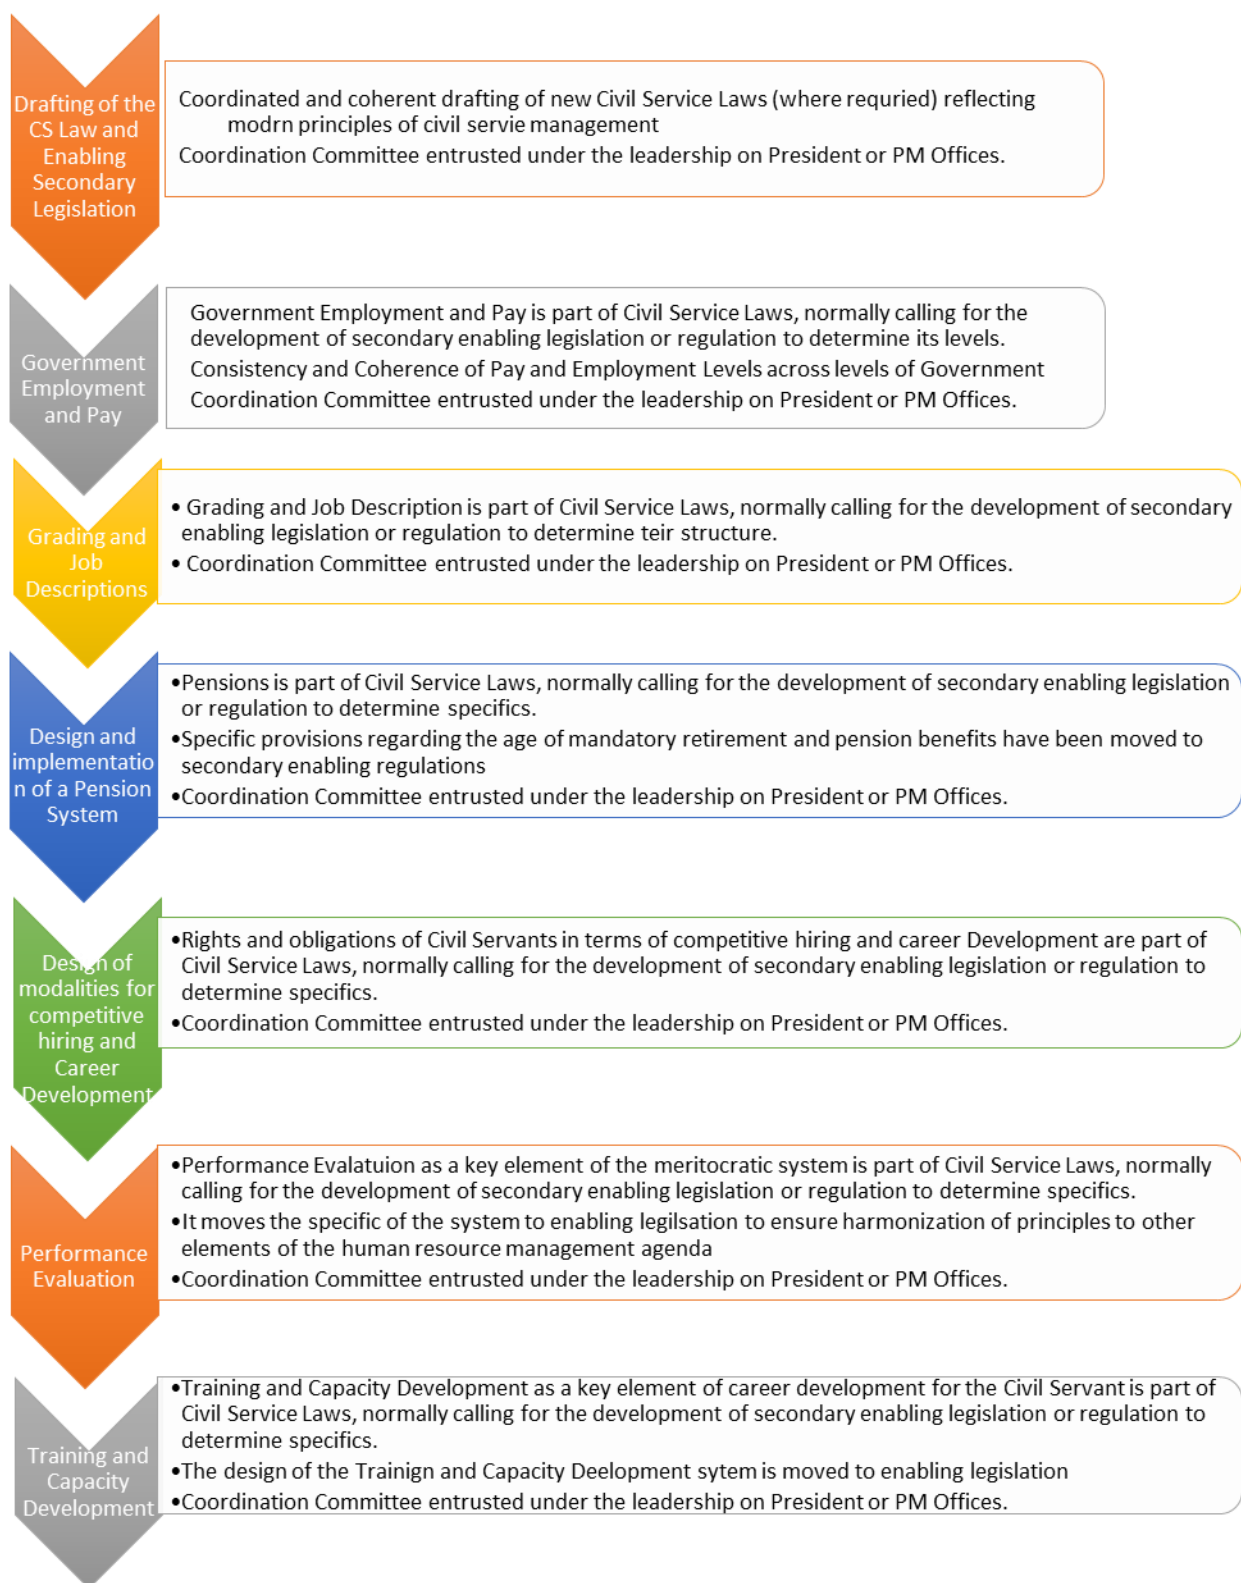 Drafting of the
CS Law and
Enabling
Secondary
Legislation
Coordinated and coherent drafting of new Civil Service Laws (where requried) reflecting
modrn principles of civil servie management
Coordination Committee entrusted under the leadership on President or PM Offices.
Government
Employment
and Pay
Government Employment and Pay is part of Civil Service Laws, normally calling for the
development of secondary enabling legislation or regulation to determine its levels.
Consistency and Coherence of Pay and Employment Levels across levels of Government
Coordination Committee entrusted under the leadership on President or PM Offices.
Grading and
Job
Descriptions
• Grading and Job Description is part of Civil Service Laws, normally calling for the development of secondary
enabling legislation or regulation to determine teir structure.
• Coordination Committee entrusted under the leadership on President or PM Offices.
Design and
implementatio
n of a Pension
System
•Pensions is part of Civil Service Laws, normally calling for the development of secondary enabling legislation
or regulation to determine specifics.
•Specific provisions regarding the age of mandatory retirement and pension benefits have been moved to
secondary enabling regulations
•Coordination Committee entrusted under the leadership on President or PM Offices.
Design of
modalities for
competitive
hiring and
Career
Development
•Rights and obligations of Civil Servants in terms of competitive hiring and career Development are part of
Civil Service Laws, normally calling for the development of secondary enabling legislation or regulation to
determine specifics.
•Coordination Committee entrusted under the leadership on President or PM Offices.
Performance
Evaluation
•Performance Evalatuion as a key element of the meritocratic system is part of Civil Service Laws, normally
calling for the development of secondary enabling legislation or regulation to determine specifics.
•It moves the specific of the system to enabling legilsation to ensure harmonization of principles to other
elements of the human resource management agenda
•Coordination Committee entrusted under the leadership on President or PM Offices.
Training and
Capacity
Development
•Training and Capacity Development as a key element of career development for the Civil Servant is part of
Civil Service Laws, normally calling for the development of secondary enabling legislation or regulation to
determine specifics.
•The design of the Trainign and Capacity Deelopment sytem is moved to enabling legislation
•Coordination Committee entrusted under the leadership on President or PM Offices.